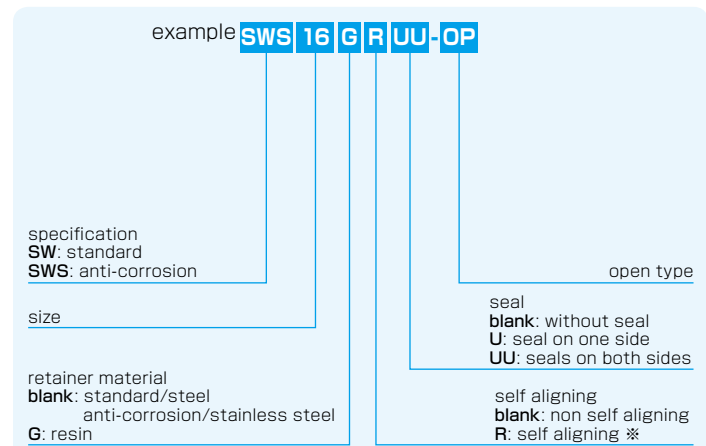 example SWS 16 G R UU-OP
specification
SW: standard
SWS: anti-corrosion
size
retainer material
blank: standard/steel
anti-corrosion/stainless steel
G: resin
open type
seal
blank: without seal
U: seal on one side
UU: seals on both sides
self aligning
blank: non self aligning
R: self aligning ※